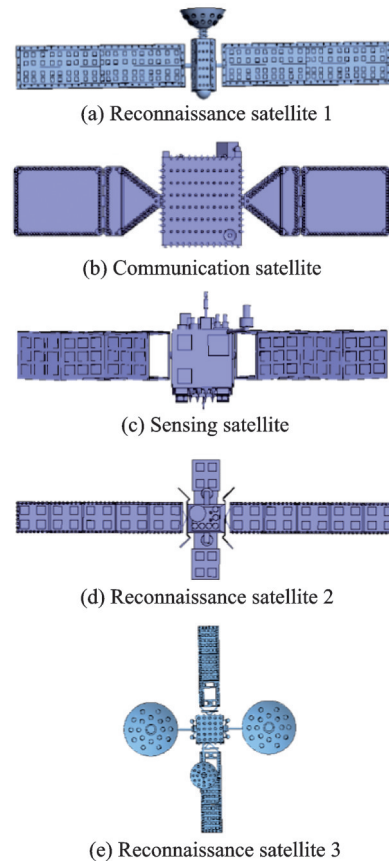 (a) Reconnaissance satellite 1
(b) Communication satellite
(c) Sensing satellite
(d) Reconnaissance satellite 2
(e) Reconnaissance satellite 3